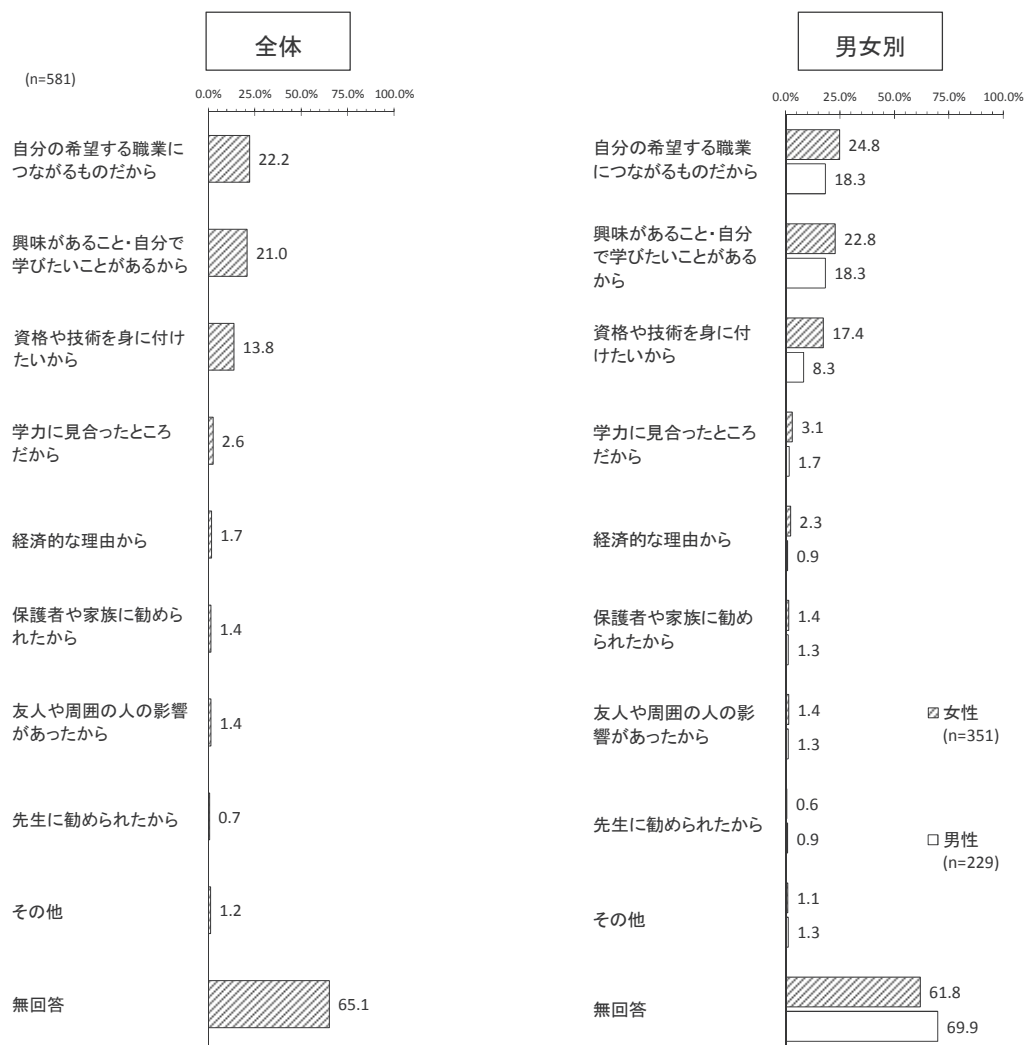 全体
(n=581)
0.0% 25.0% 50.0% 75.0% 100.0%
自分の希望する職業に
つながるものだから
22.2
興味があること・自分で
学びたいことがあるから
21.0
資格や技術を身に付け
たいから
13.8
学力に見合ったところ
だから
2.6
経済的な理由から
1.7
保護者や家族に勧めら
れたから
1.4
友人や周囲の人の影響
があったから
1.4
先生に勧められたから
0.7
その他
1.2
無回答
65.1
男女別
0.0% 25.0% 50.0% 75.0% 100.0%
自分の希望する職業
につながるものだから
24.8
18.3
興味があること・自分
で学びたいことがある
から
22.8
18.3
資格や技術を身に付
けたいから
17.4
8.3
学力に見合ったところ
だから
3.1
1.7
経済的な理由から
2.3
0.9
保護者や家族に勧め
られたから
1.4
1.3
友人や周囲の人の影
響があったから
1.4
1.3
先生に勧められたから
0.6
0.9
その他
1.1
1.3
無回答
61.8
69.9
女性
(n=351)
男性
(n=229)